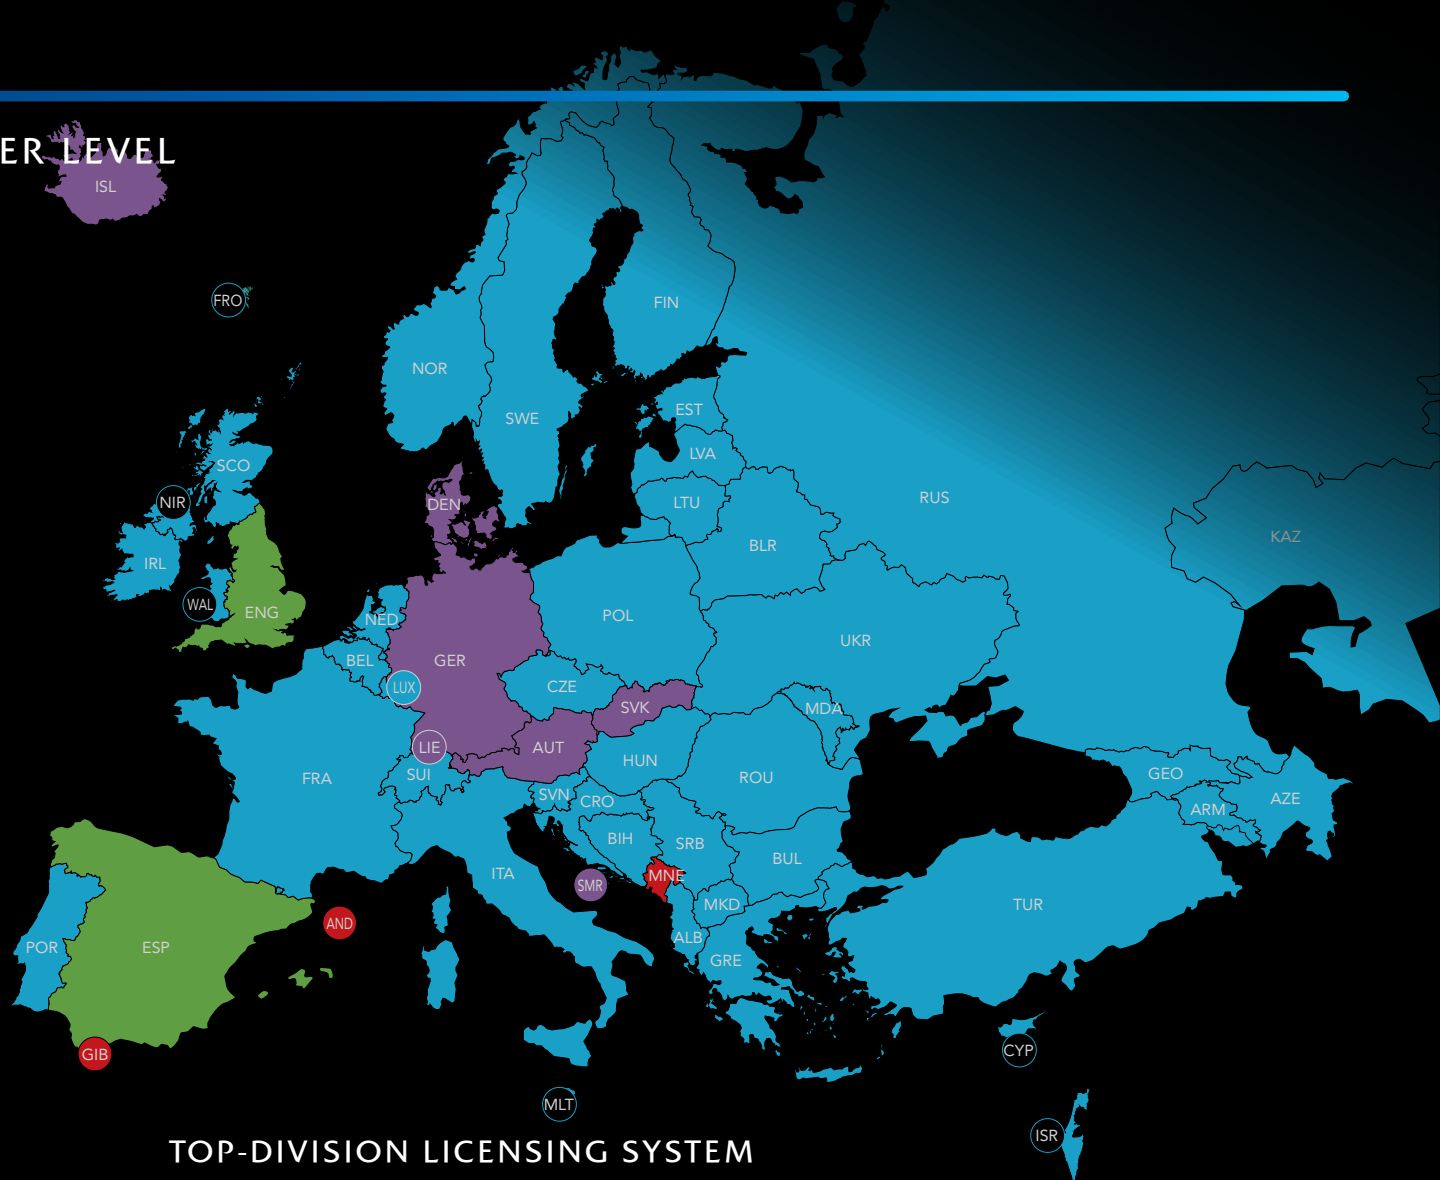 ER LEVEL
ISL
FRO
FIN
NOR
SWE
EST
LVA
SCO
RUS
NIR
LTU
DEN
KAZ
BLR
IRL
WAL
ENG
NED
POL
UKR
BEL
GER
LUX
CZE
SVK
MDA
LIE
AUT
HUN
SUI
FRA
ROU
GEO
SVN
CRO
AZE
ARM
BIH
SRB
BUL
ITA
MNE
SMR
MKD
TUR
AND
ALB
POR
ESP
GRE
GIB
CYP
MLT
ISR
TOP-DIVISION LICENSING SYSTEM